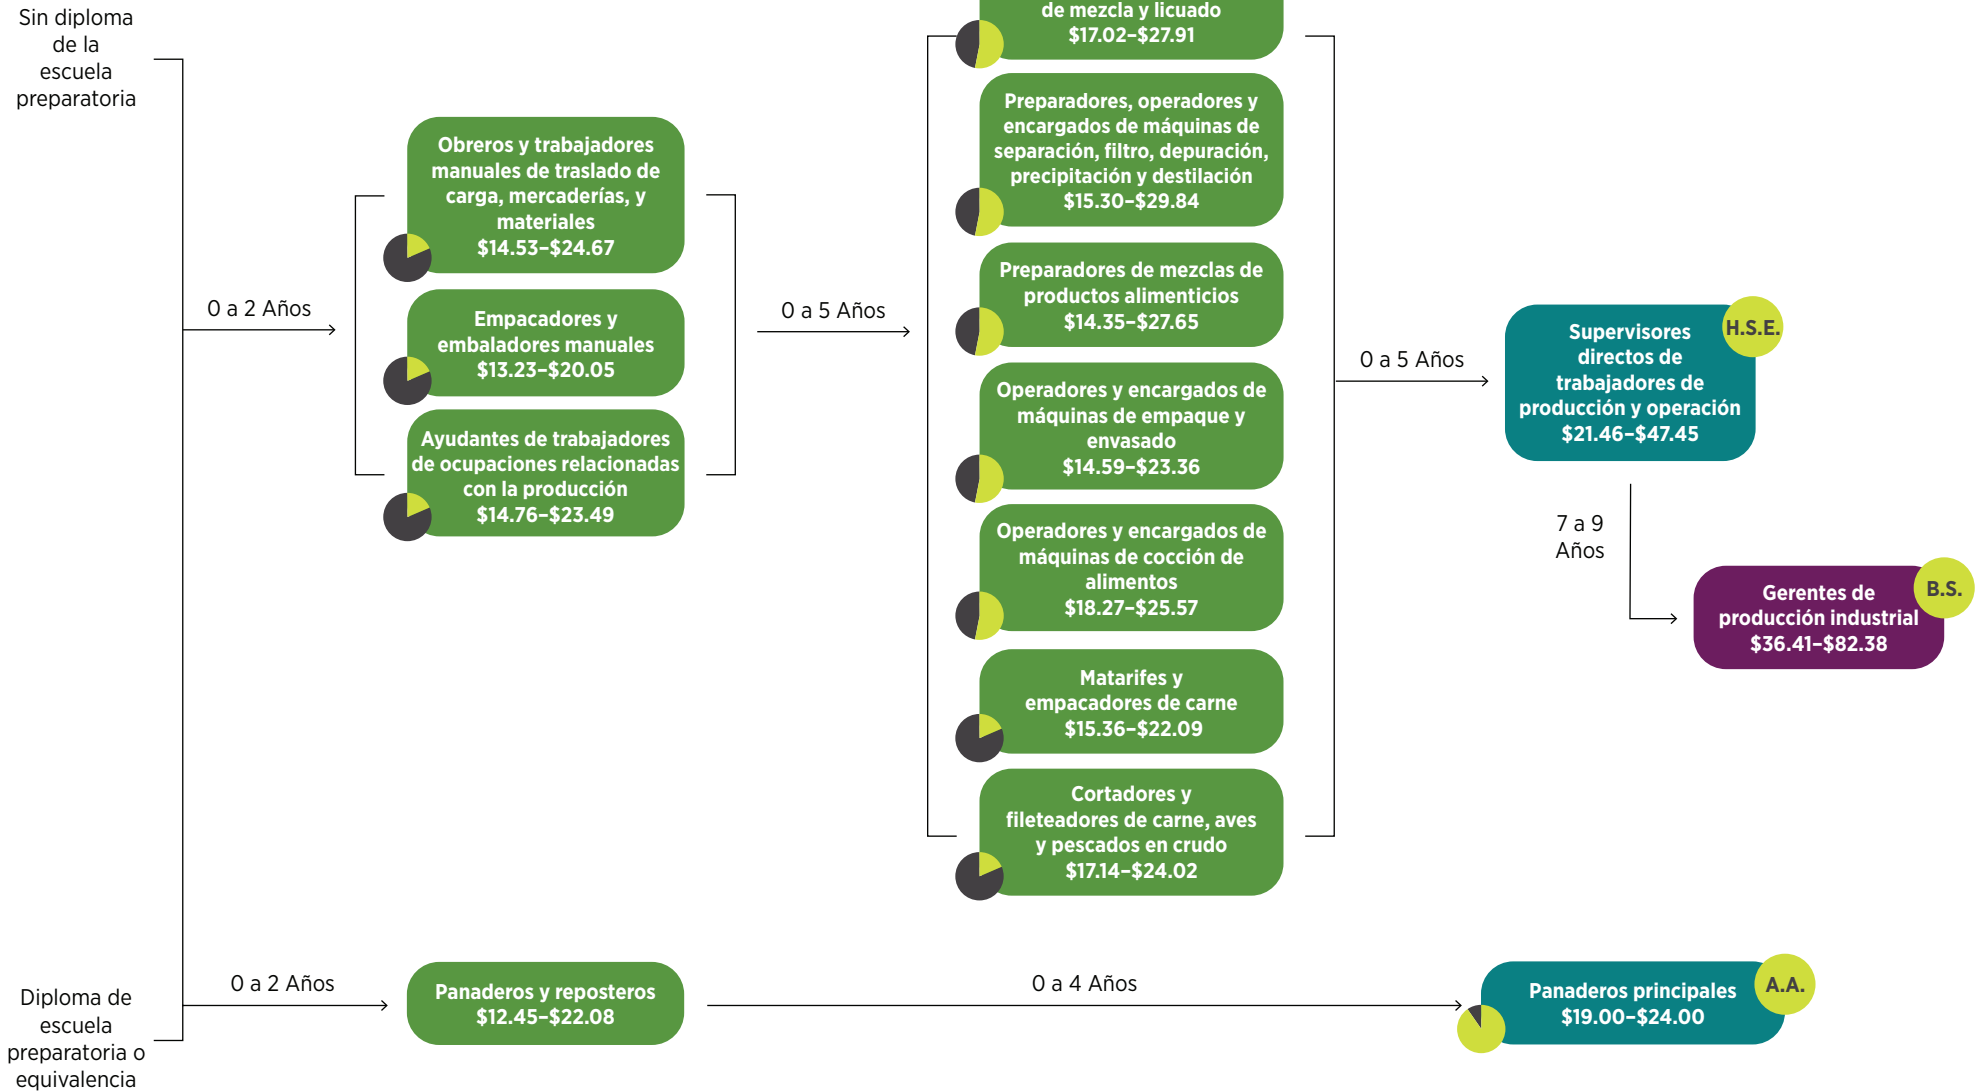 Sin diploma
de la
escuela
preparatoria
0 a 2 Años
Obreros y trabajadores
manuales de traslado de
carga, mercaderías, y
materiales
$14.53–$24.67
Empacadores y
embaladores manuales
$13.23–$20.05
Ayudantes de trabajadores
de ocupaciones relacionadas
con la producción
$14.76–$23.49
0 a 5 Años
de mezcla y licuado
$17.02–$27.91
Preparadores, operadores y
encargados de máquinas de
separación, filtro, depuración,
precipitación y destilación
$15.30–$29.84
Preparadores de mezclas de
productos alimenticios
$14.35–$27.65
Operadores y encargados de
máquinas de empaque y
envasado
$14.59–$23.36
Operadores y encargados de
máquinas de cocción de
alimentos
$18.27–$25.57
Matarifes y
empacadores de carne
$15.36–$22.09
Cortadores y
fileteadores de carne, aves
y pescados en crudo
$17.14–$24.02
0 a 5 Años
H.S.E.
Supervisores
directos de
trabajadores de
producción y operación
$21.46–$47.45
7 a 9
Años
B.S.
Gerentes de
producción industrial
$36.41–$82.38
Diploma de
escuela
preparatoria o
equivalencia
0 a 2 Años
Panaderos y reposteros
$12.45–$22.08
0 a 4 Años
A.A.
Panaderos principales
$19.00–$24.00